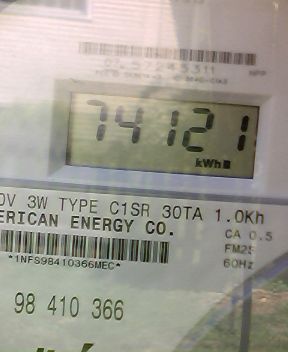 74121
kWh
0V 3W TYPE C1SR 30TA 1.0Kh
ERICAN ENERGY CO.
CA 0.5
FM2S
60Hz
*1NFS98410366MEC*
98 410 366